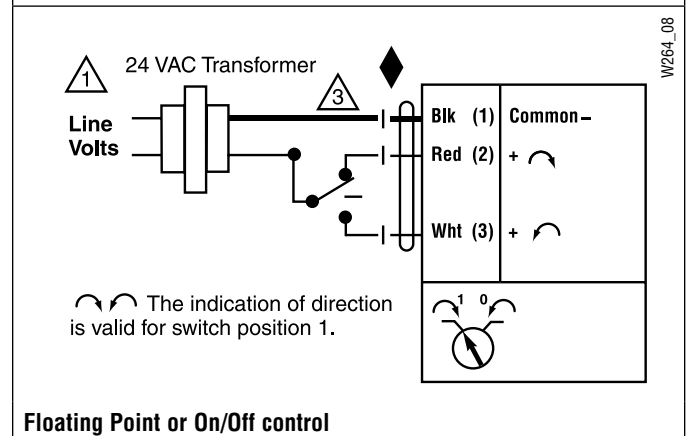 W264_08
1
24 VAC Transformer
3
Line
Volts
Blk (1) Common –
Red (2) +
Wht (3) +
The indication of direction
is valid for switch position 1.
1 0
Floating Point or On/Off control